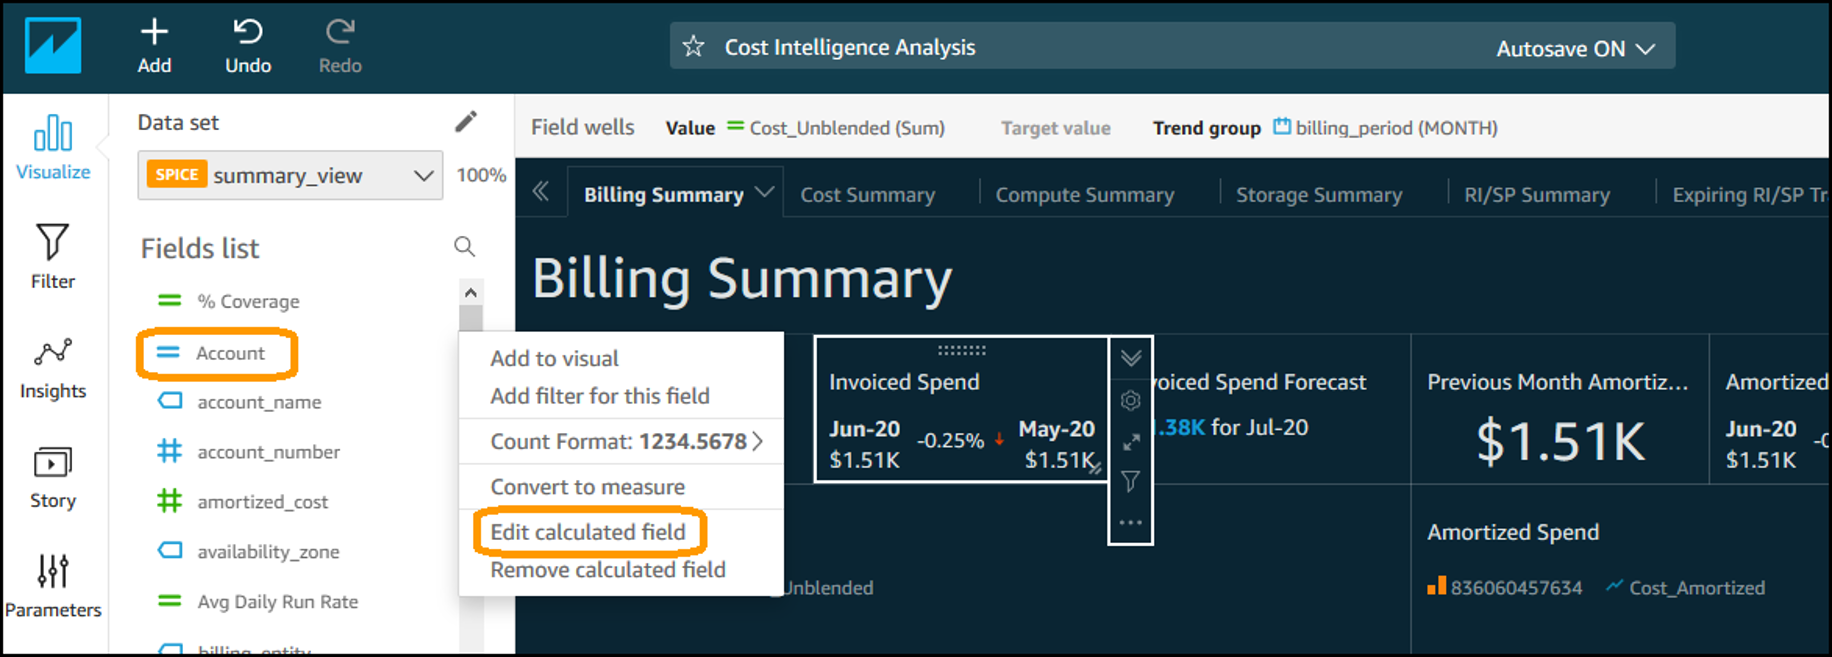 Add
Undo
Redo
Cost Intelligence Analysis
Autosave ON
Visualize
Filter
Insights
Story
Parameters
Data set
SPICE summary_view 100%
Fields list
% Coverage
Account
account_name
account_number
amortized_cost
availability_zone
Avg Daily Run Rate
billing_entity
Add to visual
Add filter for this field
Count Format: 1234.5678
Convert to measure
Edit calculated field
Remove calculated field
Field wells Value Cost_Unblended (Sum) Target value Trend group billing_period (MONTH)
Billing Summary Cost Summary Compute Summary Storage Summary RI/SP Summary Expiring RI/SP Tr
Billing Summary
Invoiced Spend
Jun-20 -0.25% May-20
$1.51K $1.51K
voiced Spend Forecast
1.38K for Jul-20
Previous Month Amortiz...
$1.51K
Amortized
Jun-20 -0
$1.51K
_Unblended
Amortized Spend
836060457634 Cost_Amortized